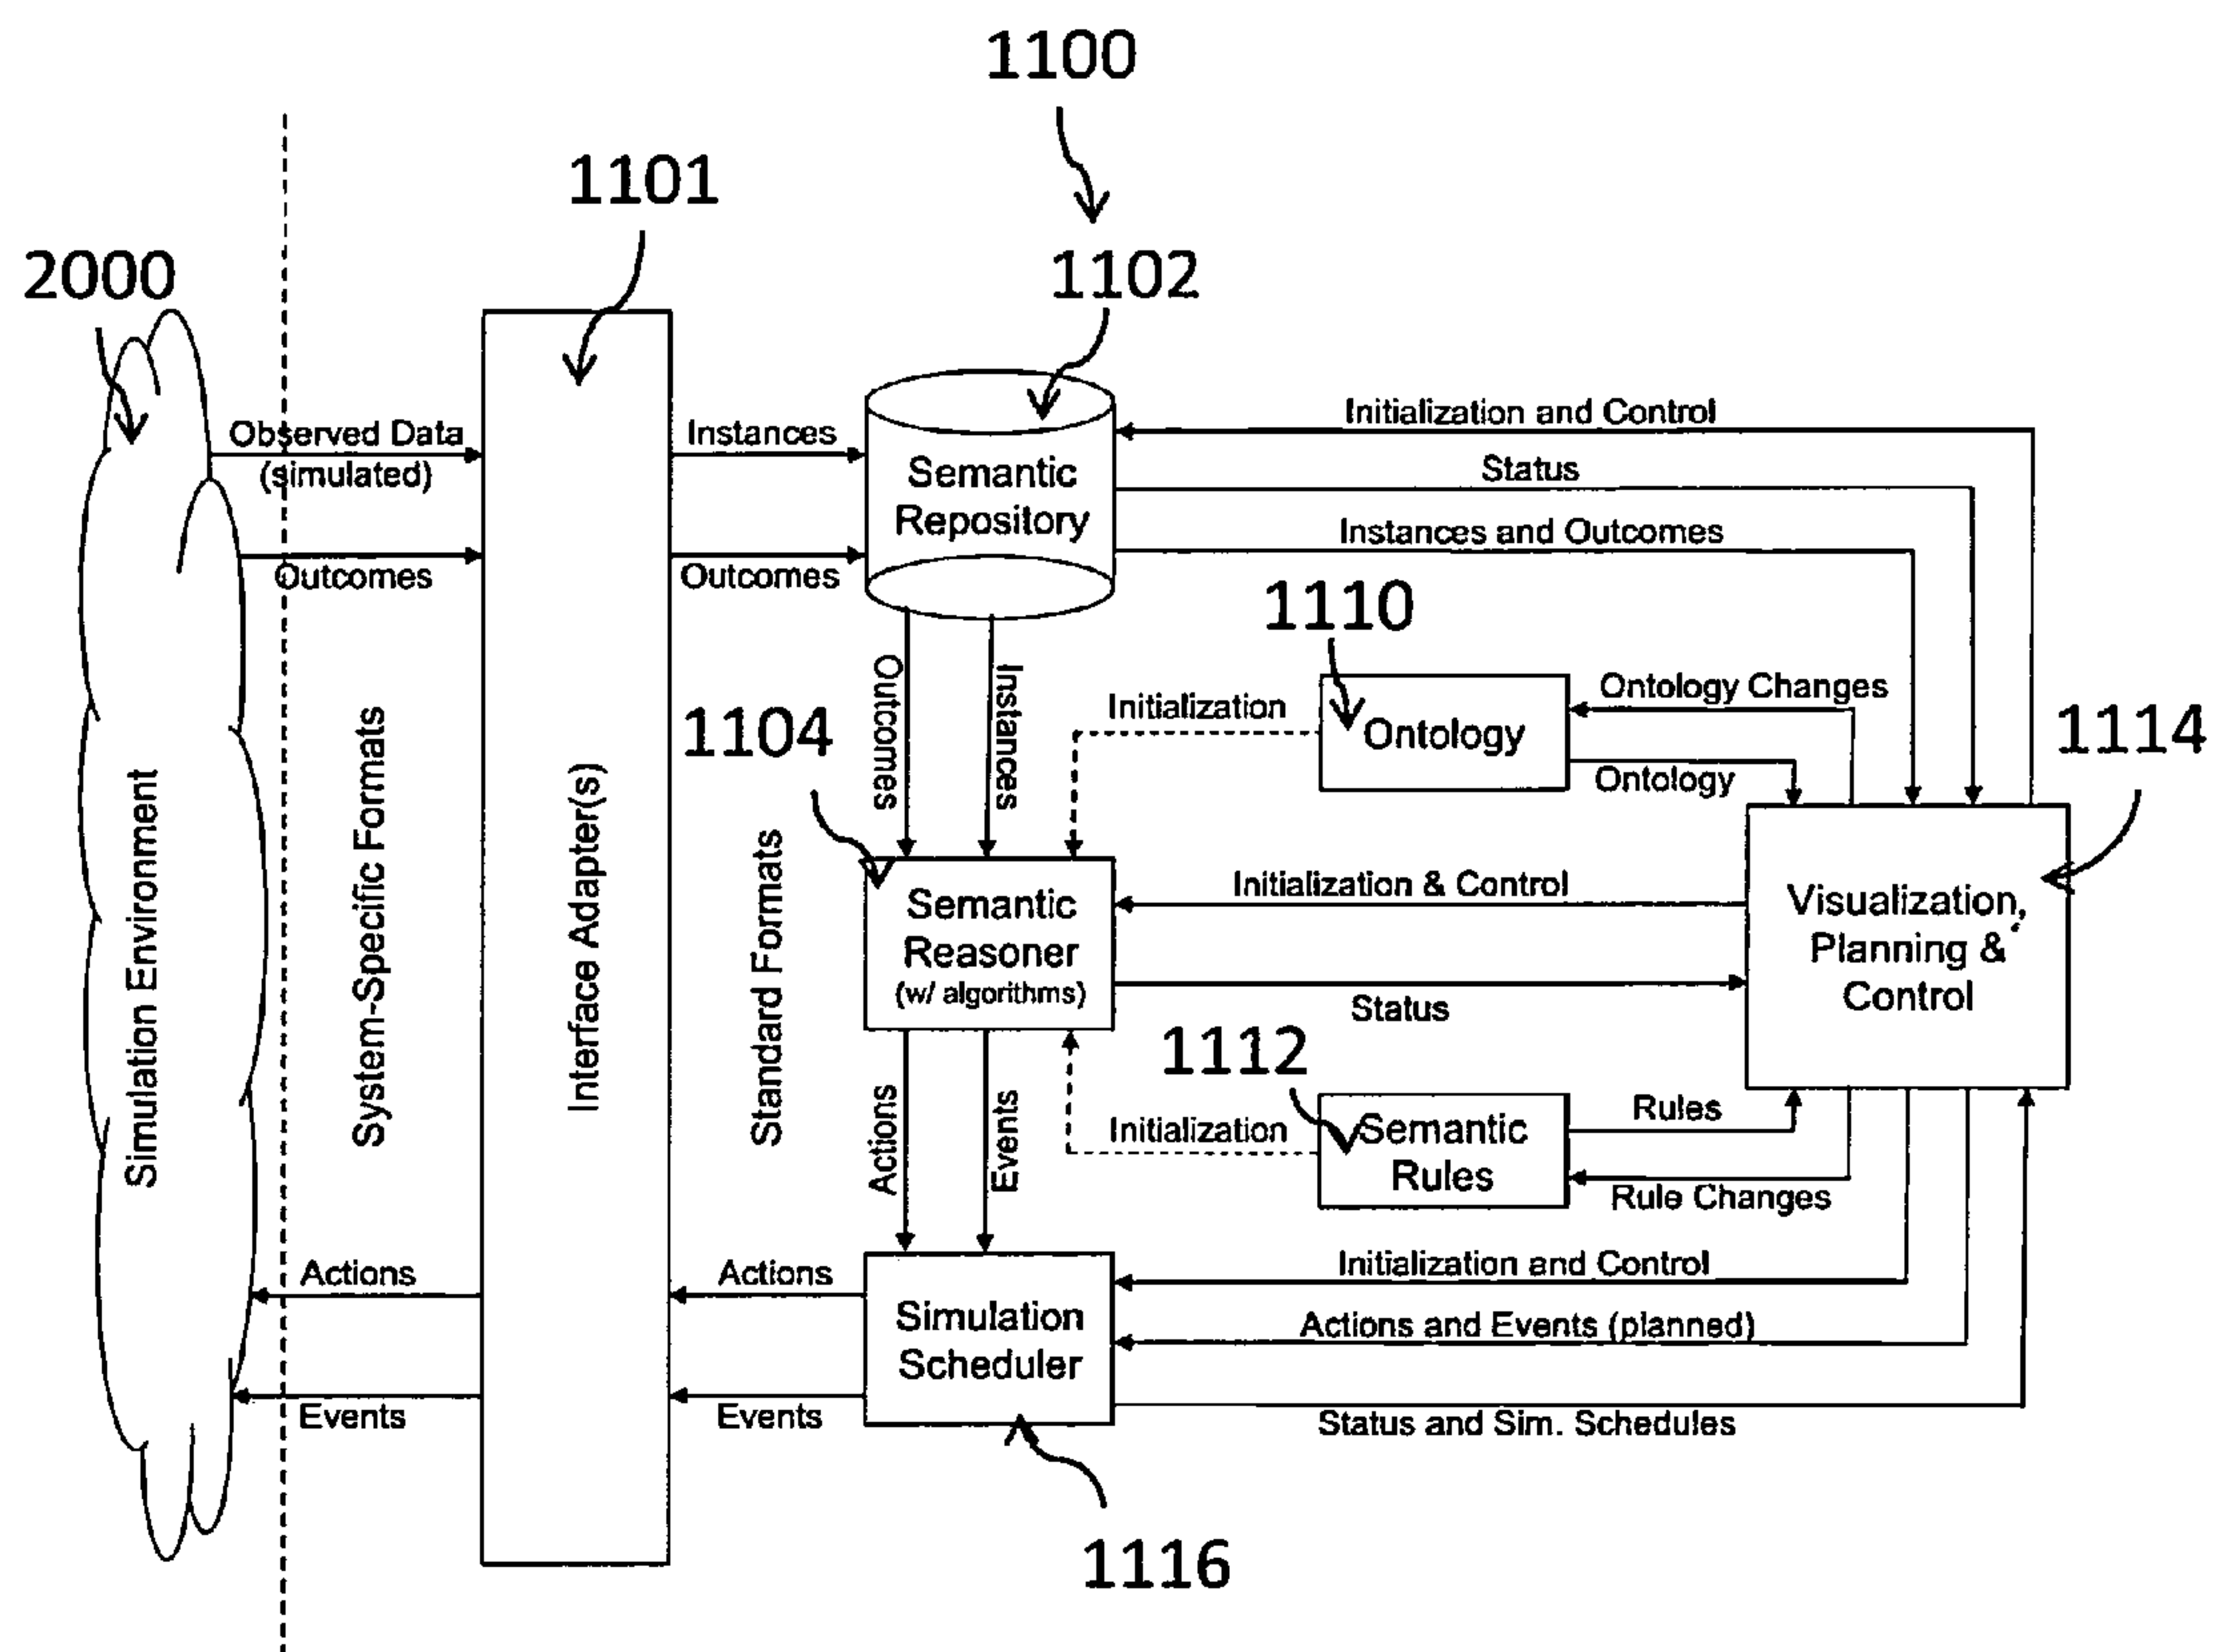 1100
1101
2000
1102
Initialization and Control
Observed Data
(simulated)
Instances
Status
Semantic
Repository
Instances and Outcomes
Outcomes
Outcomes
1110
Outcomes
Instances
Initialization
Ontology Changes
Ontology
Ontology
1104
1114
Simulation Environment
System-Specific Formats
Interface Adapter(s)
Standard Formats
Initialization & Control
Semantic
Reasoner
(w/ algorithms)
Visualization,
Planning &
Control
Status
1112
Actions
Events
Initialization
Semantic
Rules
Rules
Rule Changes
Actions
Actions
Initialization and Control
Simulation
Scheduler
Actions and Events (planned)
Events
Events
Status and Sim. Schedules
1116